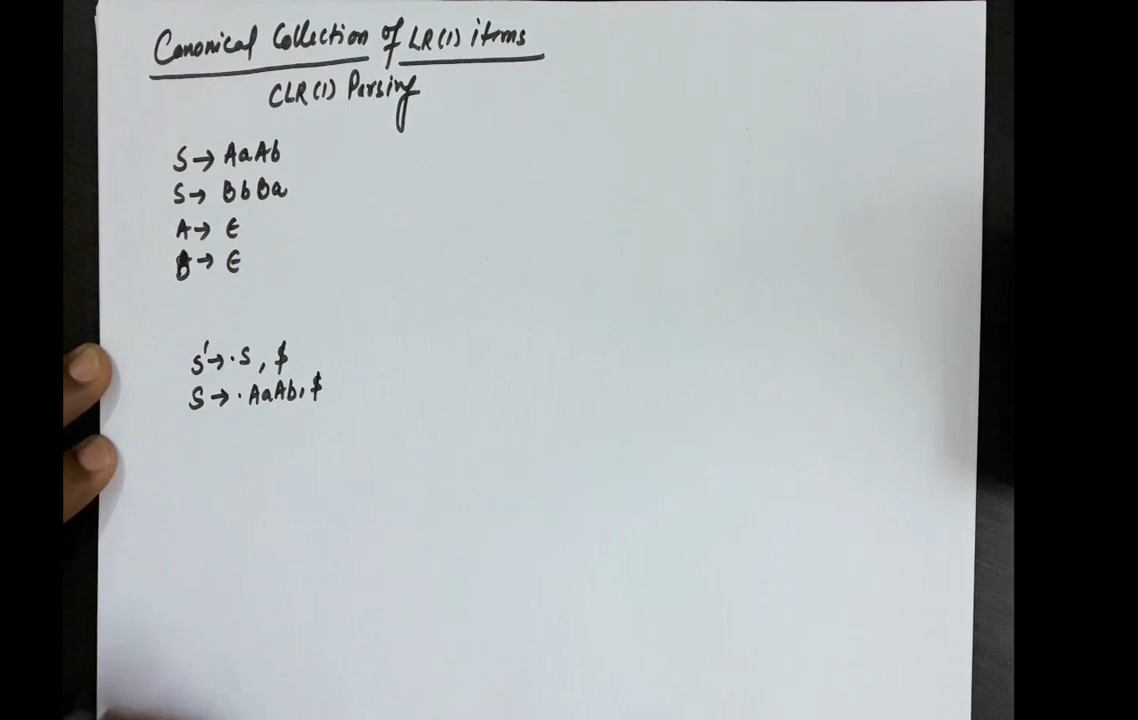 Canonical Collection of LR(1) items
CLR(1) Parsing
S → AaAb
S → BbBa
A → ϵ
B → ϵ
S' → ·S, $
S → ·AaAb, $